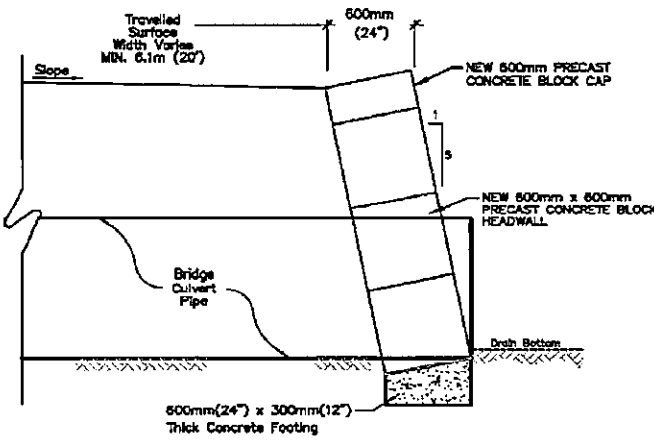 Travelled
Surface
Width Varies
MIN. 6.1m (20')
600mm
(24")
Slope
NEW 600mm PRECAST
CONCRETE BLOCK CAP
1
5
NEW 600mm x 600mm
PRECAST CONCRETE BLOCK
HEADWALL
Bridge
Culvert
Pipe
Drain Bottom
600mm(24") x 300mm(12")
Thick Concrete Footing